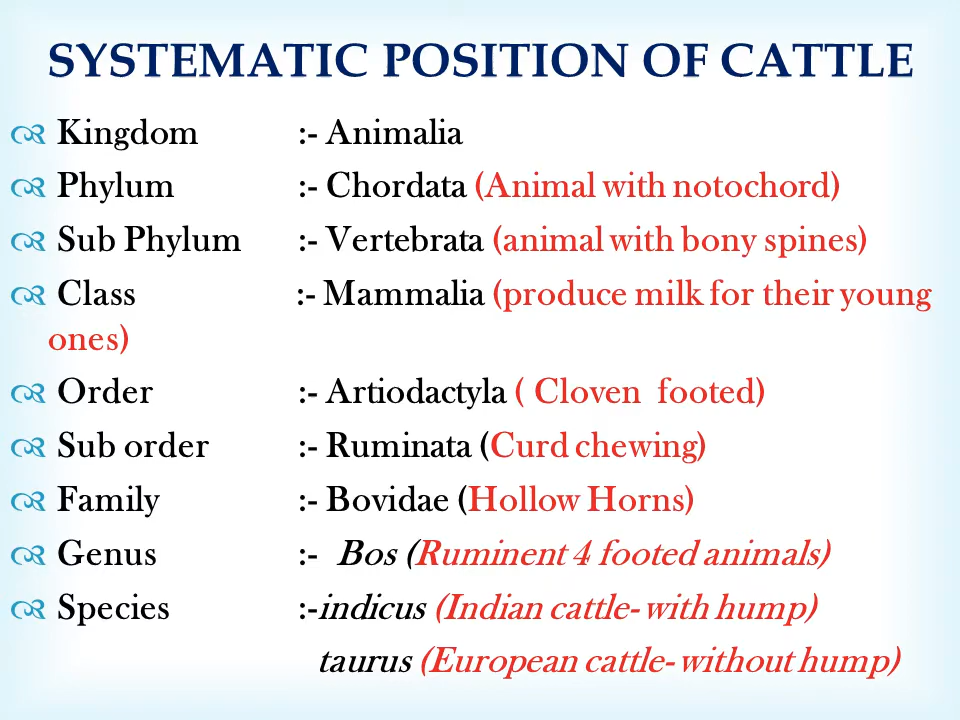 SYSTEMATIC POSITION OF CATTLE
Kingdom :- Animalia
Phylum :- Chordata (Animal with notochord)
Sub Phylum :- Vertebrata (animal with bony spines)
Class :- Mammalia (produce milk for their young
ones)
Order :- Artiodactyla ( Cloven footed)
Sub order :- Ruminata (Curd chewing)
Family :- Bovidae (Hollow Horns)
Genus :- Bos (Ruminent 4 footed animals)
Species :-indicus (Indian cattle- with hump)
taurus (European cattle- without hump)